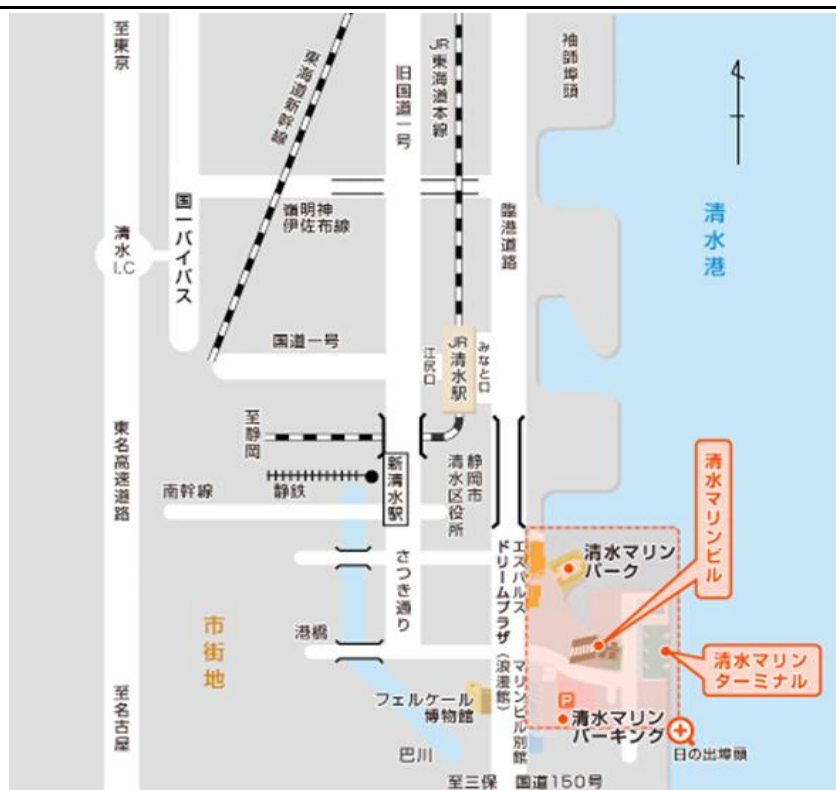 至東京
東海道新幹線
旧国道一号
JR東海道本線
袖師埠頭
国一バイパス
嶺明神
伊佐布線
臨港道路
清水港
清水
I.C
国道一号
江尻口
JR清水駅
みなと口
至静岡
東名高速道路
静鉄
新清水駅
静岡市
清水区役所
南幹線
清水マリンビル
エスパルス
ドリームプラザ
(浪漫館)
清水マリン
パーク
さつき通り
市街地
港橋
清水マリン
ターミナル
フェルケール
博物館
マリンビル別館
P
清水マリン
パーキング
日の出埠頭
至名古屋
巴川
至三保 国道150号